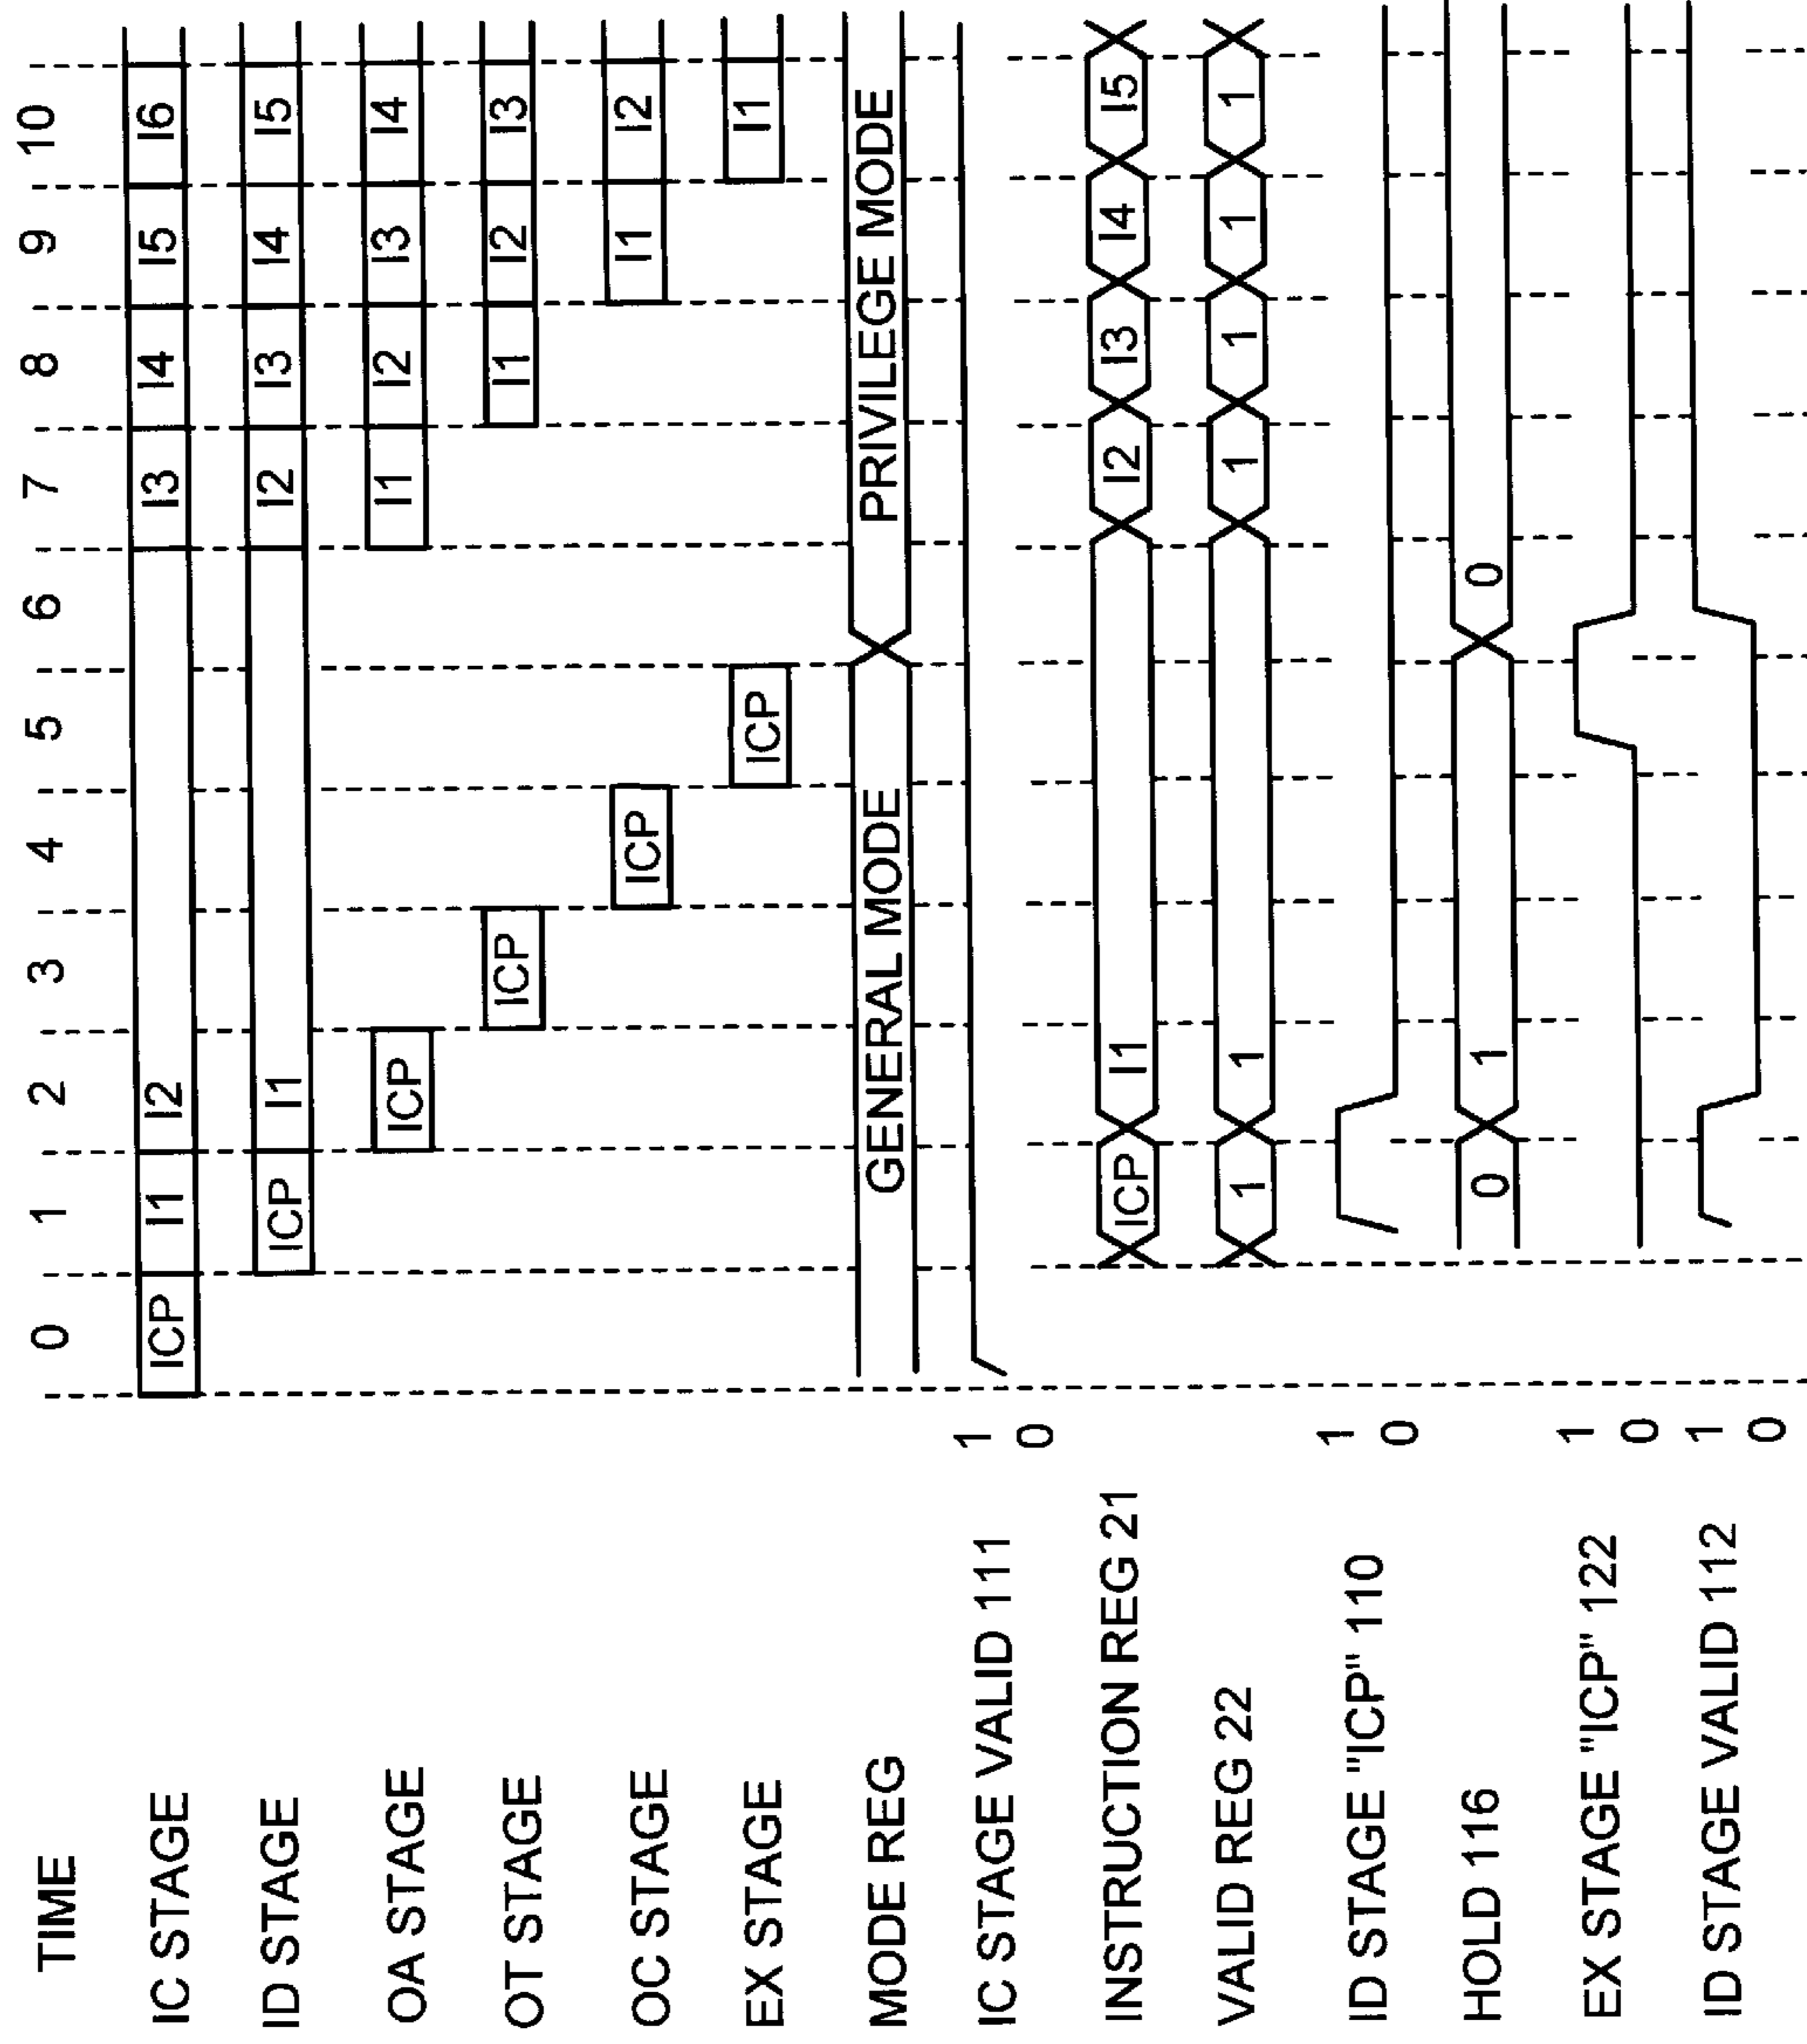 TIME 0 1 2 3 4 5 6 7 8 9 10
IC STAGE ICP I1 I2 I3 I4 I5 I6
ID STAGE ICP I1 I2 I3 I4 I5
OA STAGE ICP I1 I2 I3 I4
OT STAGE ICP I1 I2 I3
OC STAGE ICP I1 I2
EX STAGE ICP I1
MODE REG GENERAL MODE PRIVILEGE MODE
IC STAGE VALID 111 1 0
INSTRUCTION REG 21 ICP I1 I2 I3 I4 I5
VALID REG 22 1 1 1 1 1 1
ID STAGE "ICP" 110 1 0
HOLD 116 0 1 0
EX STAGE "ICP" 122 1 0
ID STAGE VALID 112 1 0